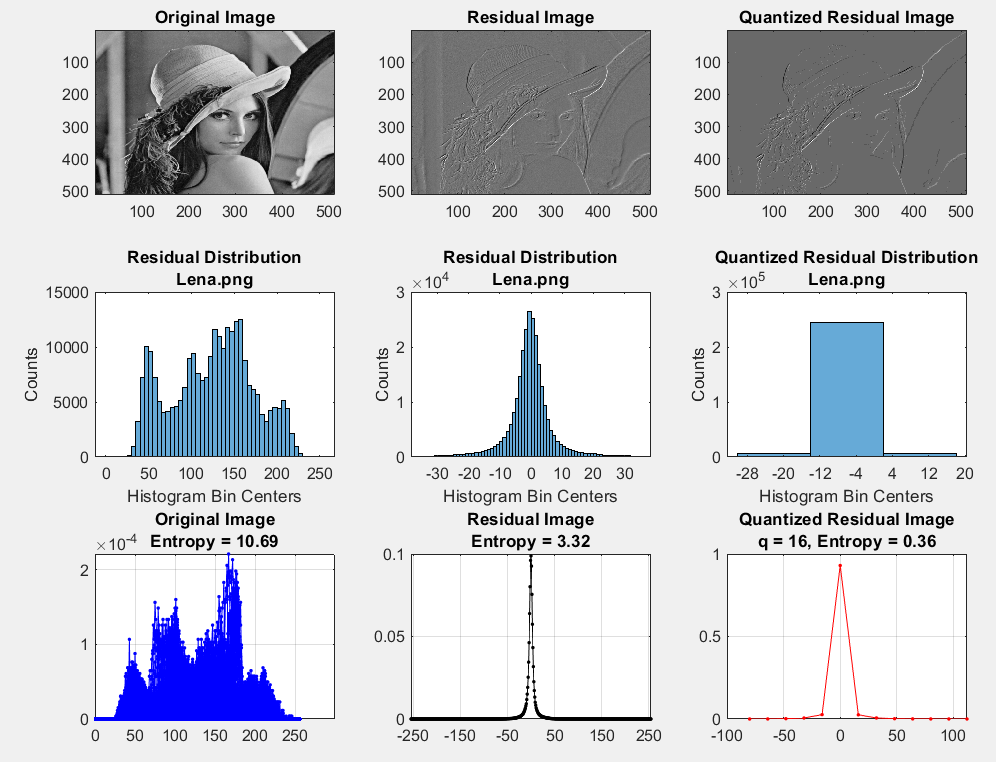 Original Image
Residual Image
Quantized Residual Image
100
200
300
400
500
100 200 300 400 500
100
200
300
400
500
100 200 300 400 500
100
200
300
400
500
100 200 300 400 500
Residual Distribution
Lena.png
15000
10000
5000
0
Counts
0 50 100 150 200 250
Histogram Bin Centers
Residual Distribution
Lena.png
×10^4
3
2
1
0
Counts
-30 -20 -10 0 10 20 30
Histogram Bin Centers
Quantized Residual Distribution
Lena.png
×10^5
3
2
1
0
Counts
-28 -20 -12 -4 4 12 20
Histogram Bin Centers
Original Image
Entropy = 10.69
×10^-4
2
1
0
0 50 100 150 200 250
Residual Image
Entropy = 3.32
0.1
0.05
0
-250 -150 -50 50 150 250
Quantized Residual Image
q = 16, Entropy = 0.36
1
0.5
0
-100 -50 0 50 100